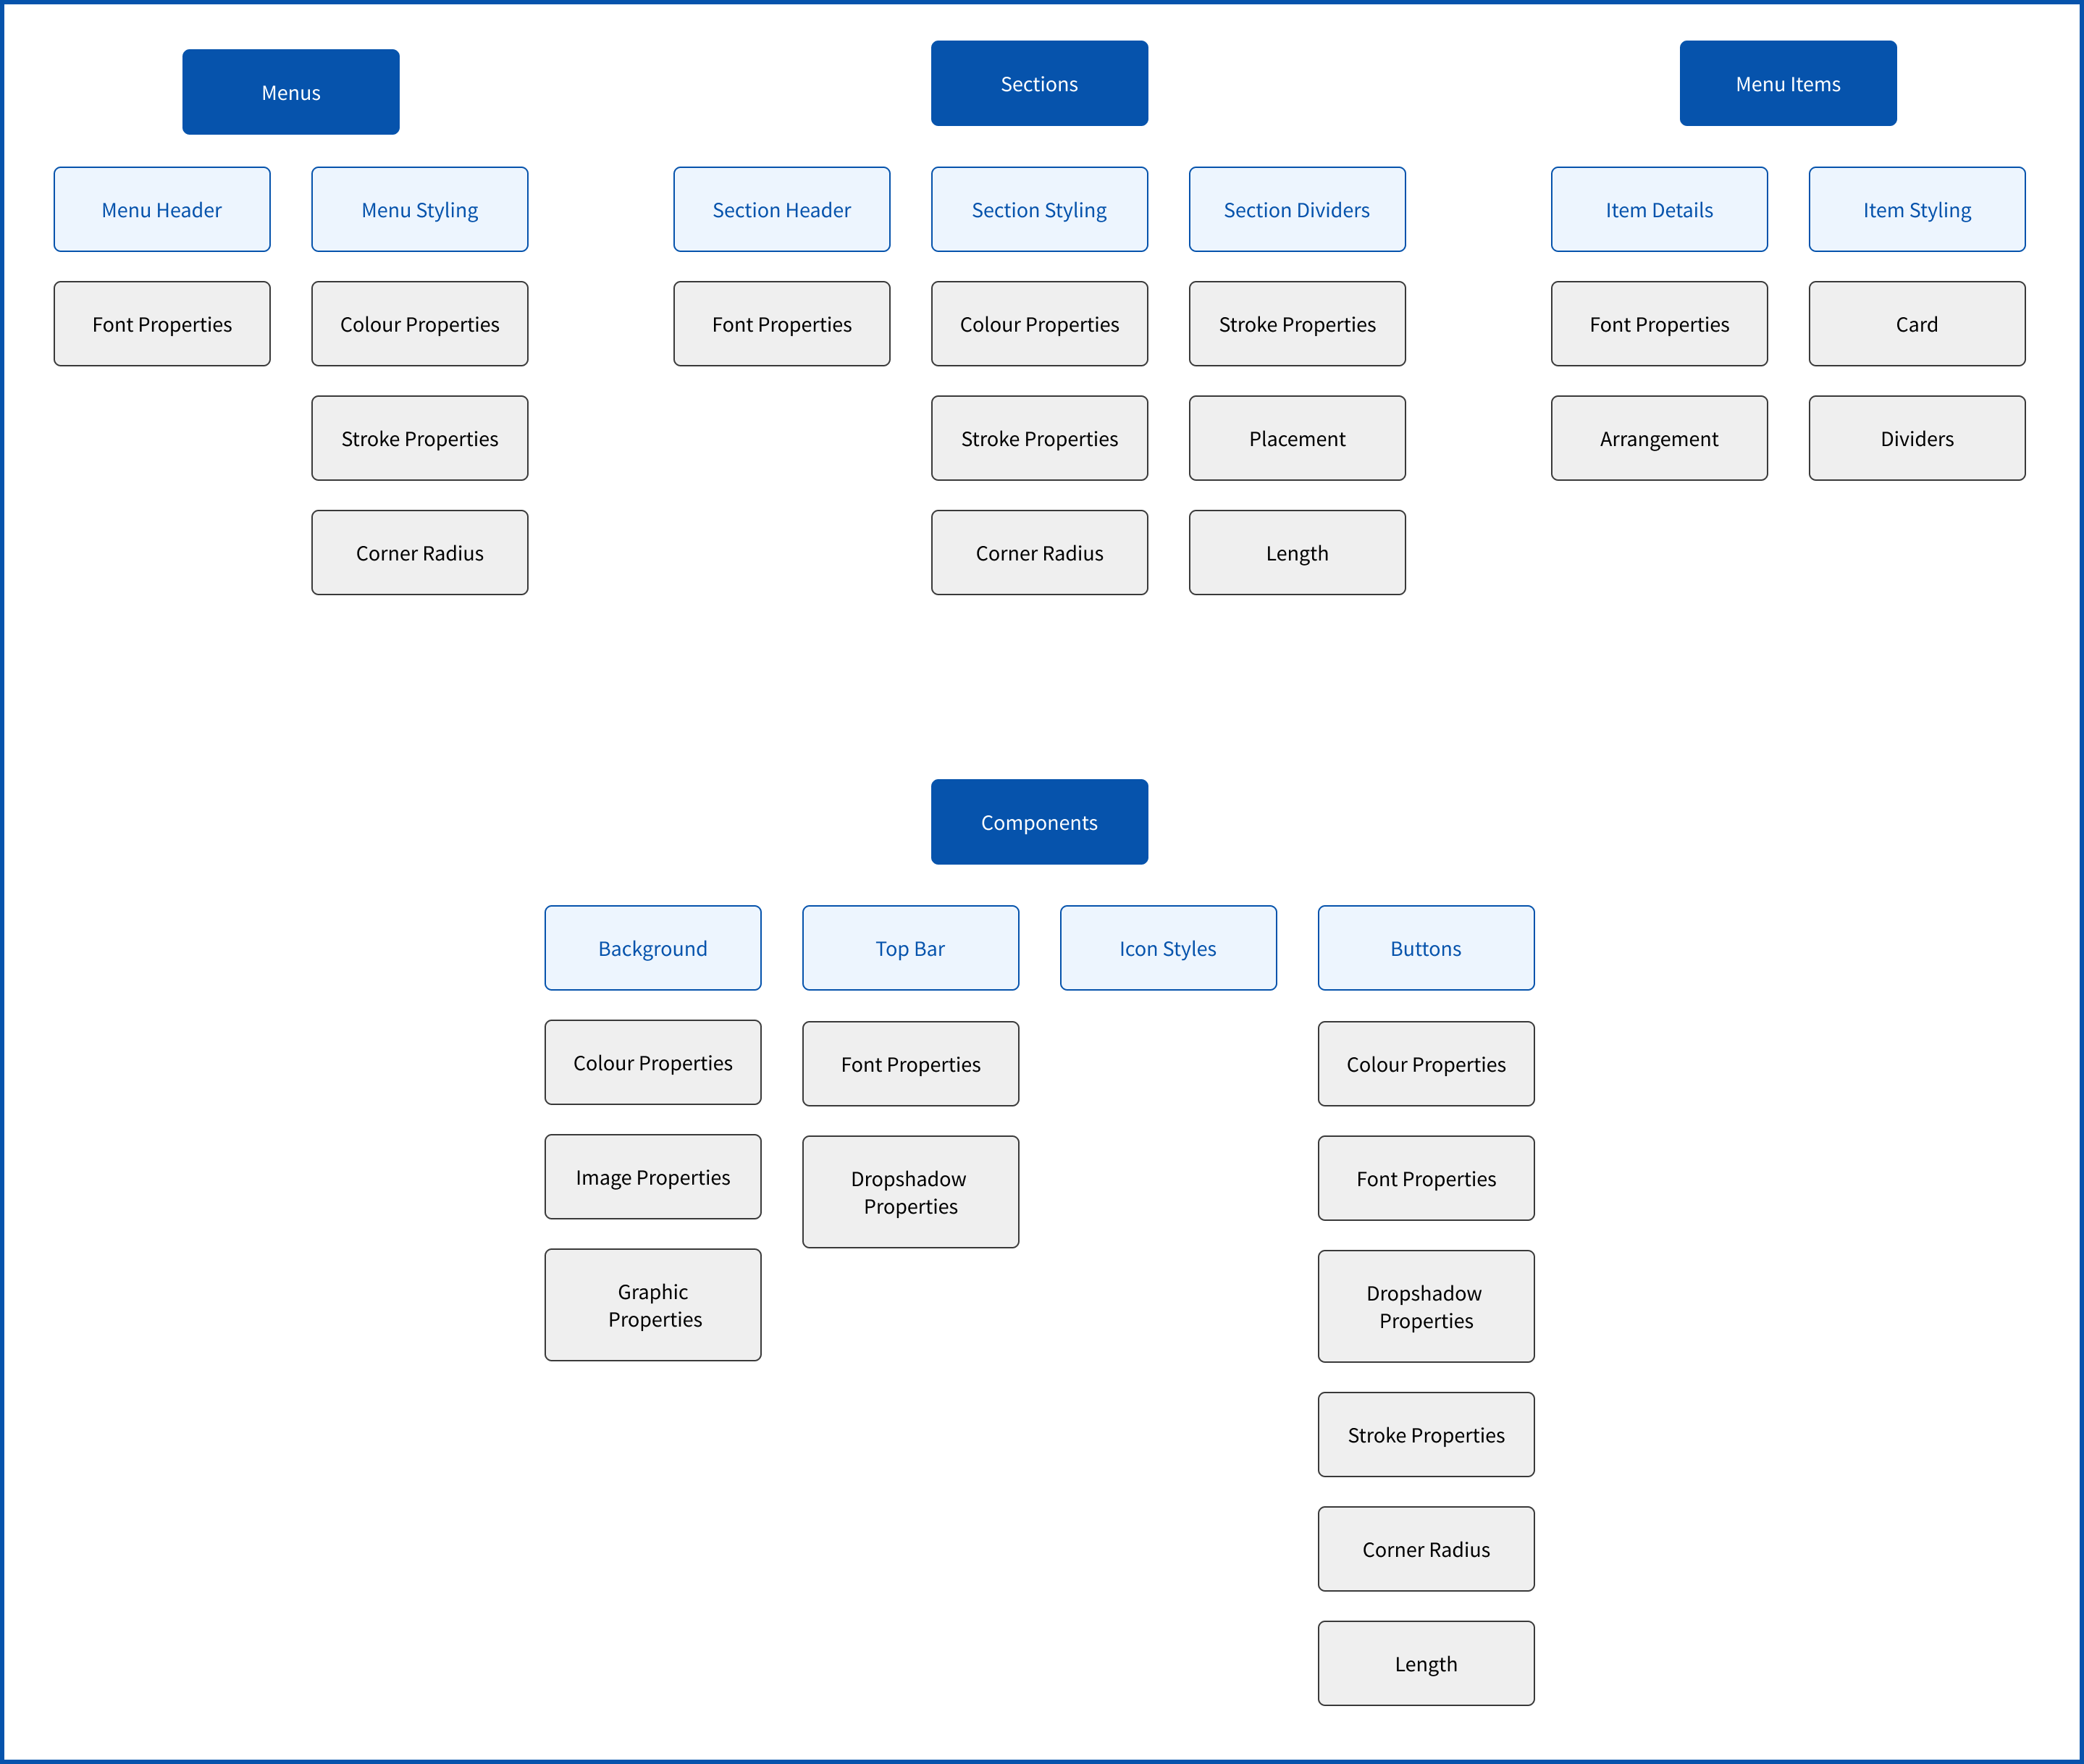 Menus
Sections
Menu Items
Menu Header
Menu Styling
Section Header
Section Styling
Section Dividers
Item Details
Item Styling
Font Properties
Colour Properties
Font Properties
Colour Properties
Stroke Properties
Font Properties
Card
Stroke Properties
Stroke Properties
Placement
Arrangement
Dividers
Corner Radius
Corner Radius
Length
Components
Background
Top Bar
Icon Styles
Buttons
Colour Properties
Font Properties
Colour Properties
Image Properties
Dropshadow
Properties
Font Properties
Graphic
Properties
Dropshadow
Properties
Stroke Properties
Corner Radius
Length